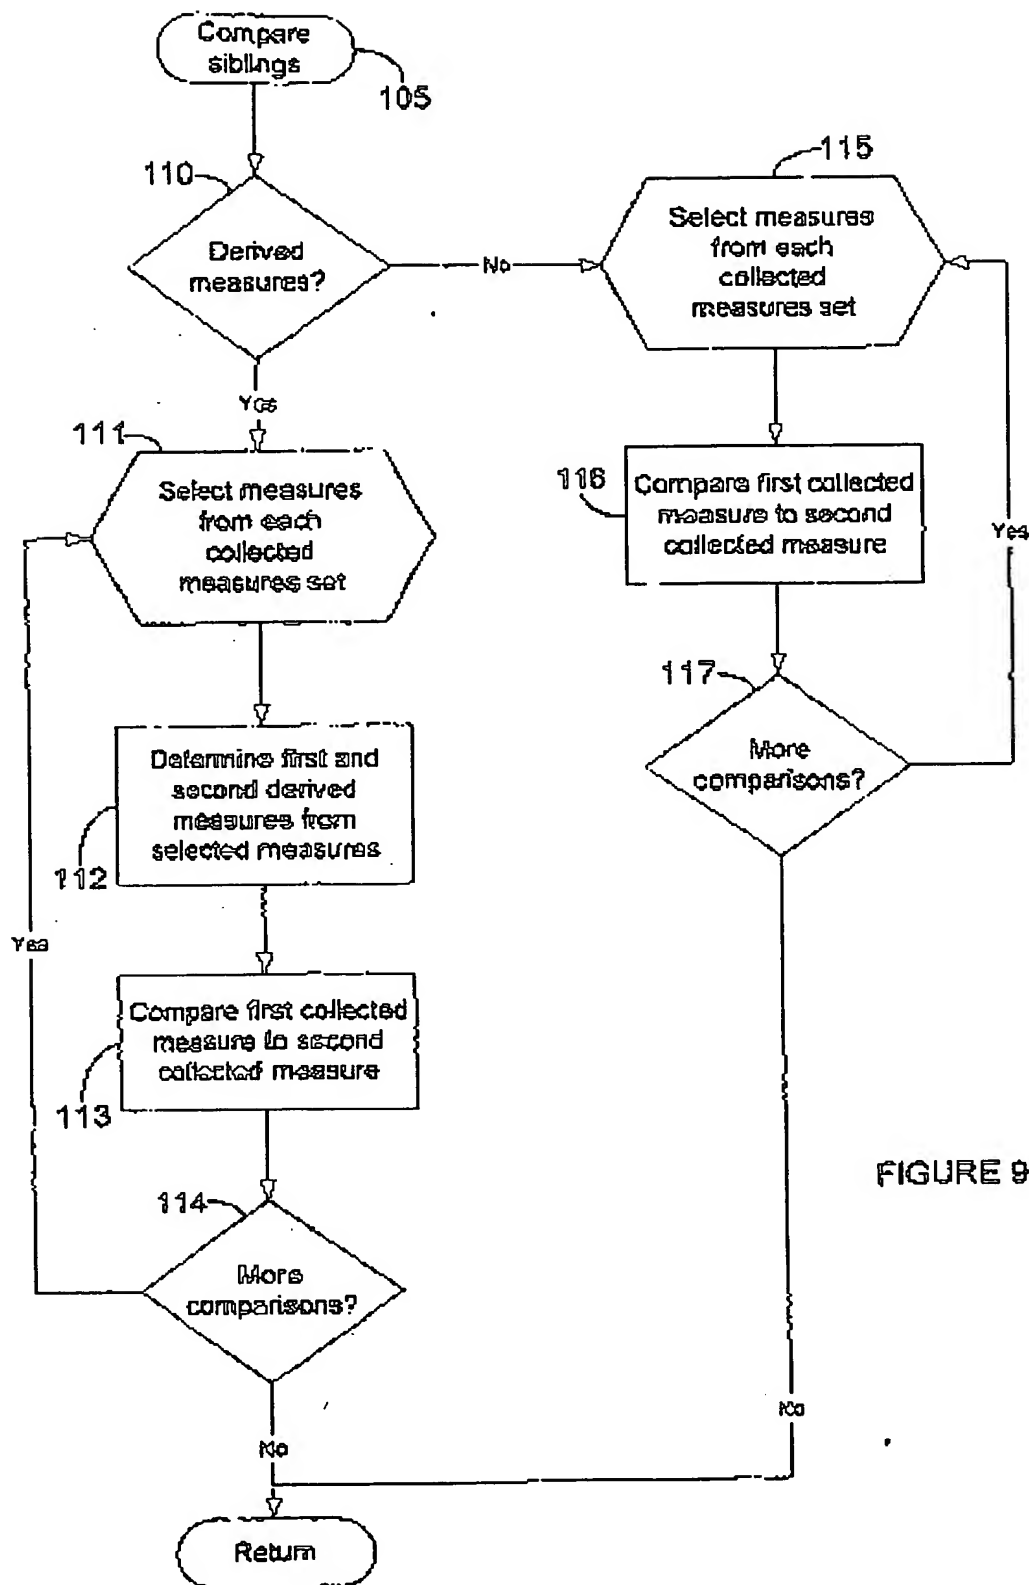 Compare
siblings
105
110
Derived
measures?
No
115
Select measures
from each
collected
measures set
Yes
111
Select measures
from each
collected
measures set
116
Compare first collected
measure to second
collected measure
Yes
117
More
comparisons?
Determine first and
second derived
measures from
selected measures
112
Yes
Compare first collected
measure to second
collected measure
113
FIGURE 9
114
More
comparisons?
No
No
Return